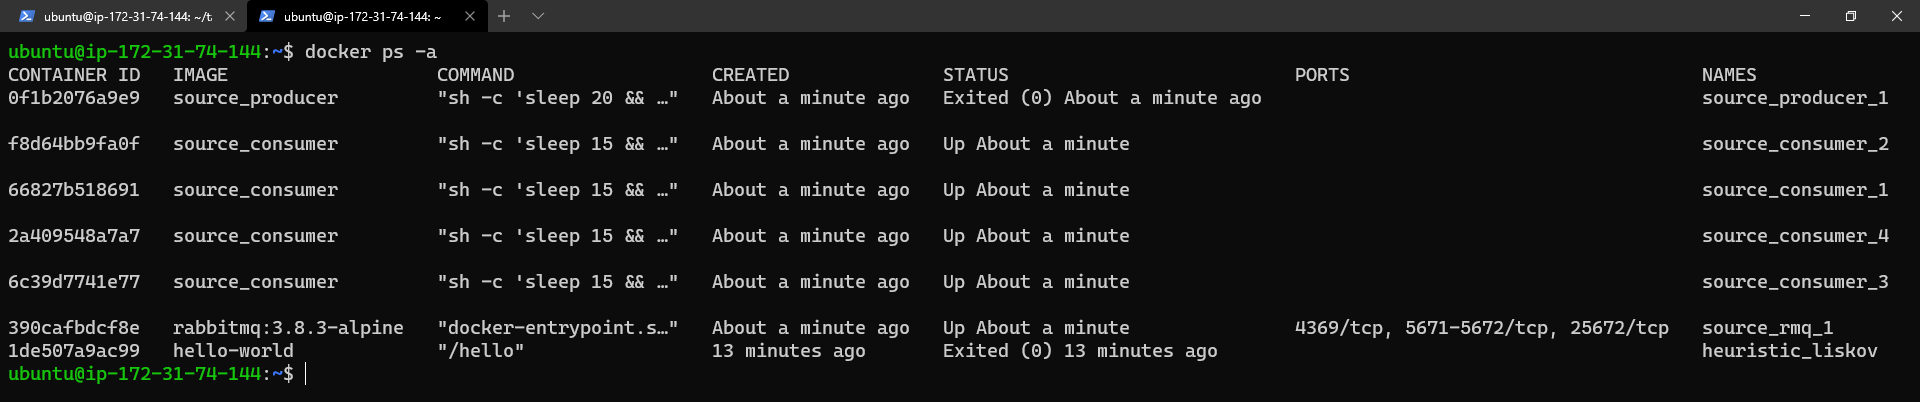 ubuntu@ip-172-31-74-144: ~/t ubuntu@ip-172-31-74-144: ~
ubuntu@ip-172-31-74-144:~$ docker ps -a
CONTAINER ID IMAGE COMMAND CREATED STATUS PORTS NAMES
0f1b2076a9e9 source_producer "sh -c 'sleep 20 && …" About a minute ago Exited (0) About a minute ago source_producer_1
f8d64bb9fa0f source_consumer "sh -c 'sleep 15 && …" About a minute ago Up About a minute source_consumer_2
66827b518691 source_consumer "sh -c 'sleep 15 && …" About a minute ago Up About a minute source_consumer_1
2a409548a7a7 source_consumer "sh -c 'sleep 15 && …" About a minute ago Up About a minute source_consumer_4
6c39d7741e77 source_consumer "sh -c 'sleep 15 && …" About a minute ago Up About a minute source_consumer_3
390cafbdcf8e rabbitmq:3.8.3-alpine "docker-entrypoint.s…" About a minute ago Up About a minute 4369/tcp, 5671-5672/tcp, 25672/tcp source_rmq_1
1de507a9ac99 hello-world "/hello" 13 minutes ago Exited (0) 13 minutes ago heuristic_liskov
ubuntu@ip-172-31-74-144:~$